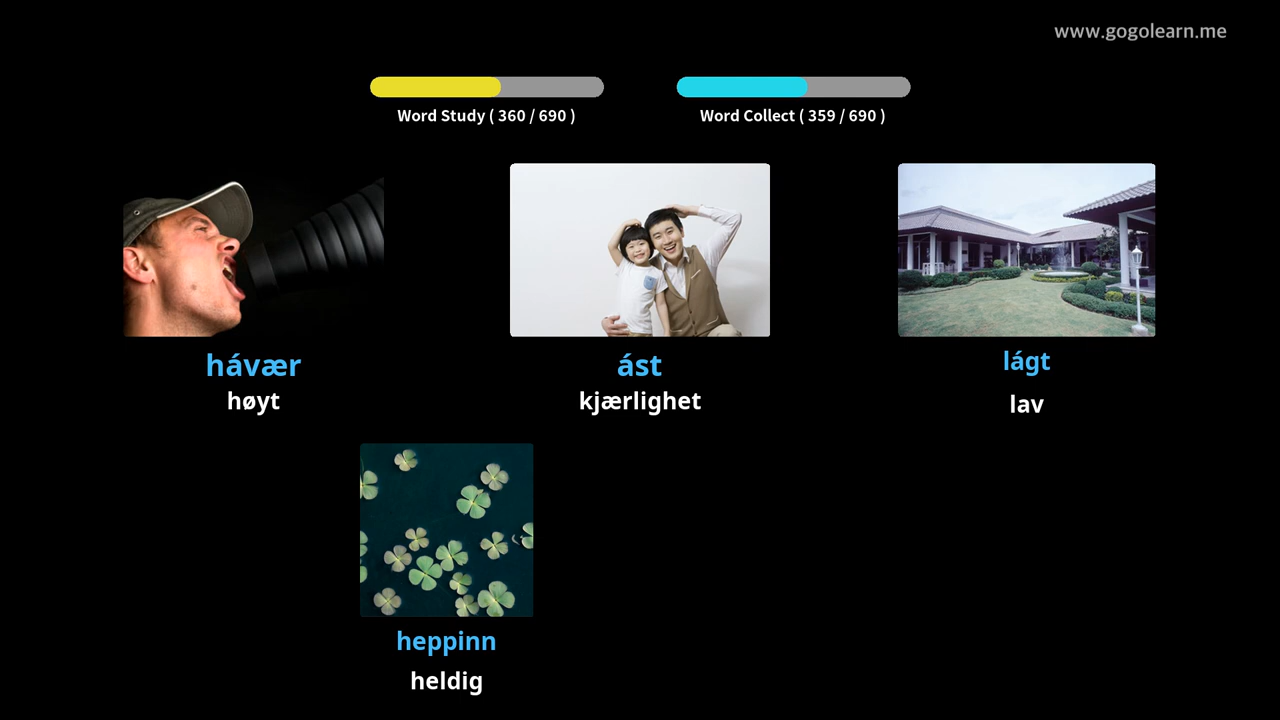 www.gogolearn.me
Word Study ( 360 / 690 )
Word Collect ( 359 / 690 )
hávær
høyt
ást
kjærlighet
lágt
lav
heppinn
heldig